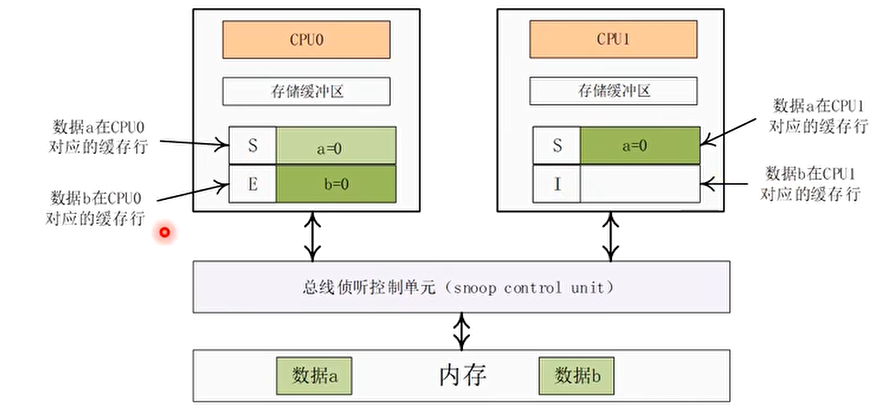 CPU0
CPU1
存储缓冲区
存储缓冲区
数据a在CPU0
对应的缓存行
S
a=0
S
a=0
数据a在CPU1
对应的缓存行
数据b在CPU0
对应的缓存行
E
b=0
I
数据b在CPU1
对应的缓存行
总线侦听控制单元（snoop control unit）
数据a
内存
数据b